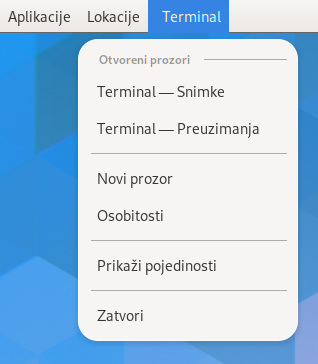 Aplikacije Lokacije Terminal
Otvoreni prozori
Terminal — Snimke
Terminal — Preuzimanja
Novi prozor
Osobitosti
Prikaži pojedinosti
Zatvori